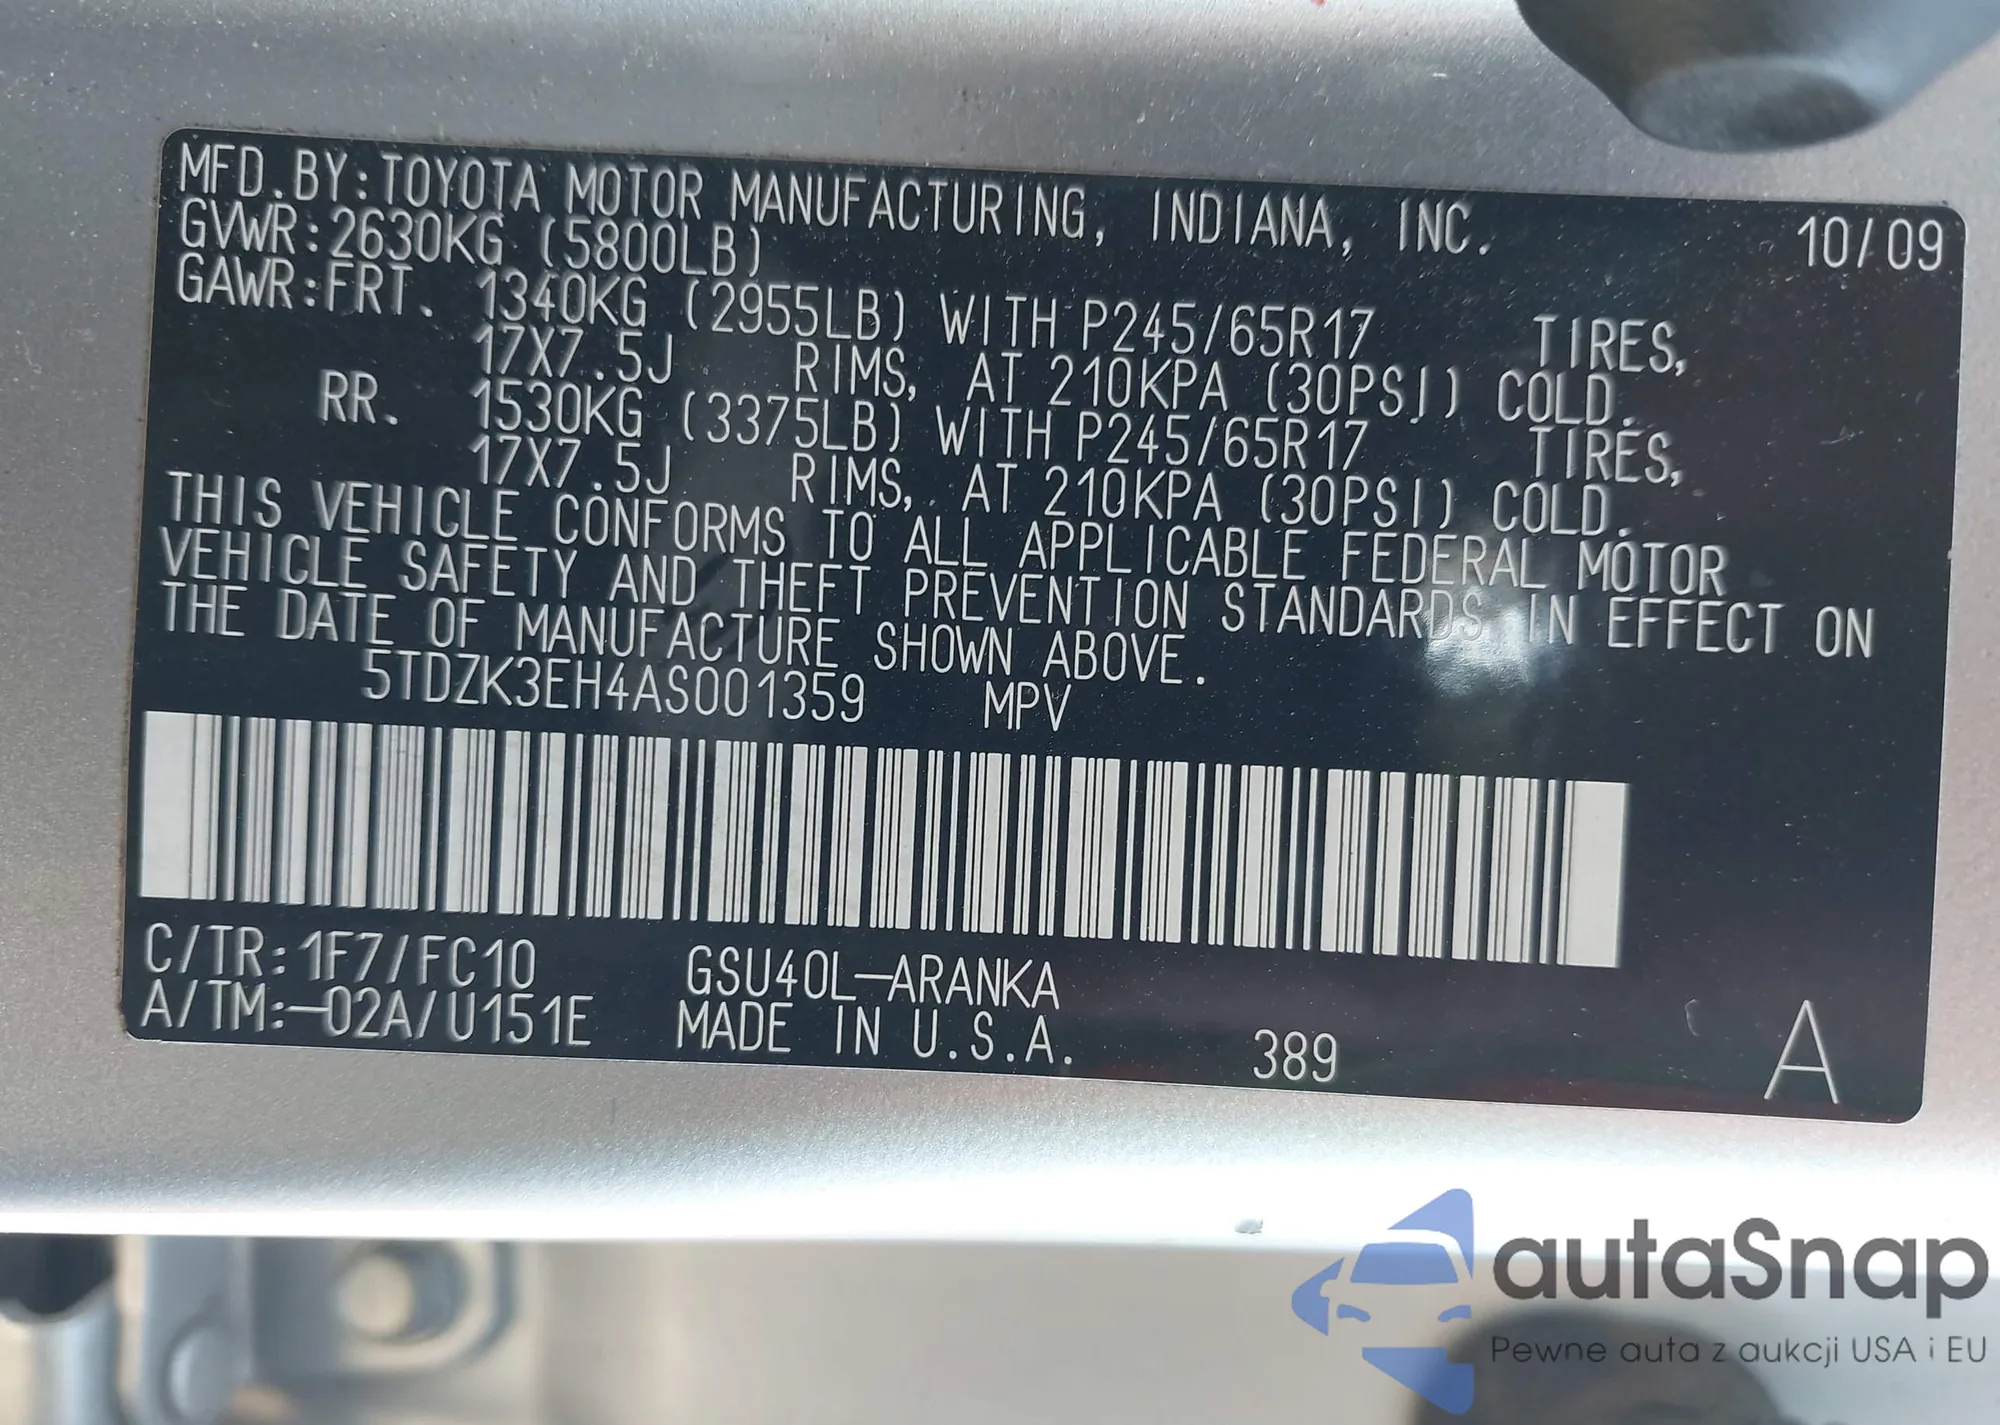 MFD.BY:TOYOTA MOTOR MANUFACTURING, INDIANA, INC. 10/09
GVWR:2630KG (5800LB)
GAWR:FRT. 1340KG (2955LB) WITH P245/65R17 TIRES,
17X7.5J RIMS, AT 210KPA (30PSI) COLD.
RR. 1530KG (3375LB) WITH P245/65R17 TIRES,
17X7.5J RIMS, AT 210KPA (30PSI) COLD.
THIS VEHICLE CONFORMS TO ALL APPLICABLE FEDERAL MOTOR
VEHICLE SAFETY AND THEFT PREVENTION STANDARDS IN EFFECT ON
THE DATE OF MANUFACTURE SHOWN ABOVE.
5TDZK3EH4AS001359 MPV
C/TR:1F7/FC10 GSU40L-ARANKA
A/TM:-02A/U151E MADE IN U.S.A. 389 A
autaSnap
Pewne auta z aukcji USA i EU